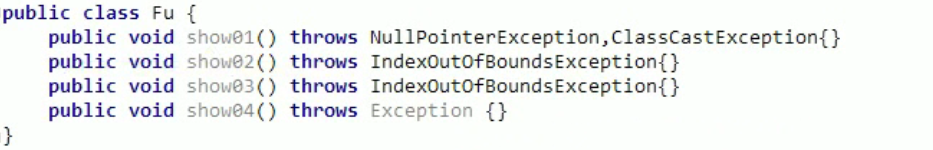 public class Fu {
    public void show01() throws NullPointerException,ClassCastException{}
    public void show02() throws IndexOutOfBoundsException{}
    public void show03() throws IndexOutOfBoundsException{}
    public void show04() throws Exception {}
}